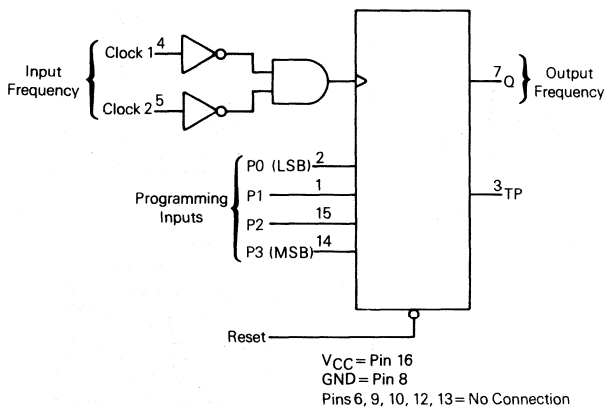 Input
Frequency
Clock 1 4
Clock 2 5
7 Q
Output
Frequency
3 TP
Programming
Inputs
P0 (LSB) 2
P1 1
P2 15
P3 (MSB) 14
Reset
VCC = Pin 16
GND = Pin 8
Pins 6, 9, 10, 12, 13 = No Connection